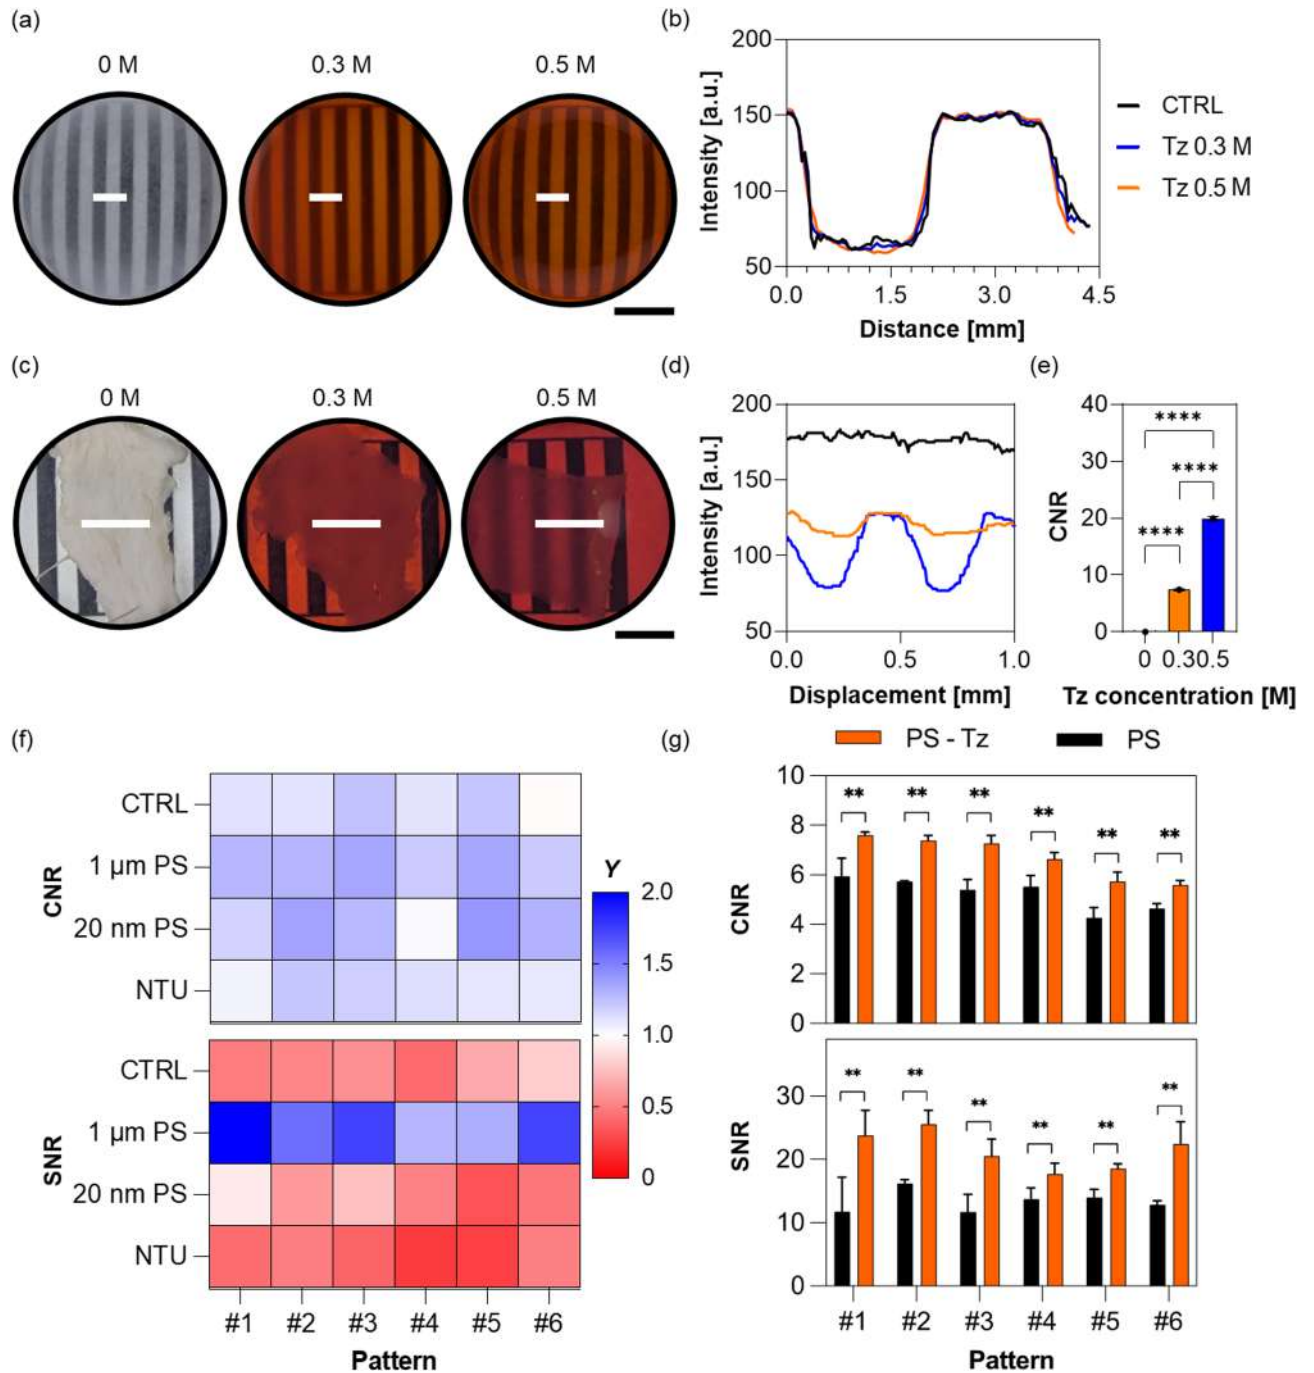 (a)
0 M
0.3 M
0.5 M
(b)
200
150
100
50
Intensity [a.u.]
0.0
1.5
3.0
4.5
Distance [mm]
CTRL
Tz 0.3 M
Tz 0.5 M
(c)
0 M
0.3 M
0.5 M
(d)
200
150
100
50
Intensity [a.u.]
0.0
0.5
1.0
Displacement [mm]
(e)
40
30
20
10
0
CNR
****
****
****
0
0.3
0.5
Tz concentration [M]
(f)
CNR
CTRL
1 µm PS
20 nm PS
NTU
SNR
CTRL
1 µm PS
20 nm PS
NTU
#1
#2
#3
#4
#5
#6
Pattern
Y
2.0
1.5
1.0
0.5
0
(g)
PS - Tz
PS
10
8
6
4
2
0
CNR
**
**
**
**
**
**
30
20
10
0
SNR
**
**
**
**
**
**
#1
#2
#3
#4
#5
#6
Pattern